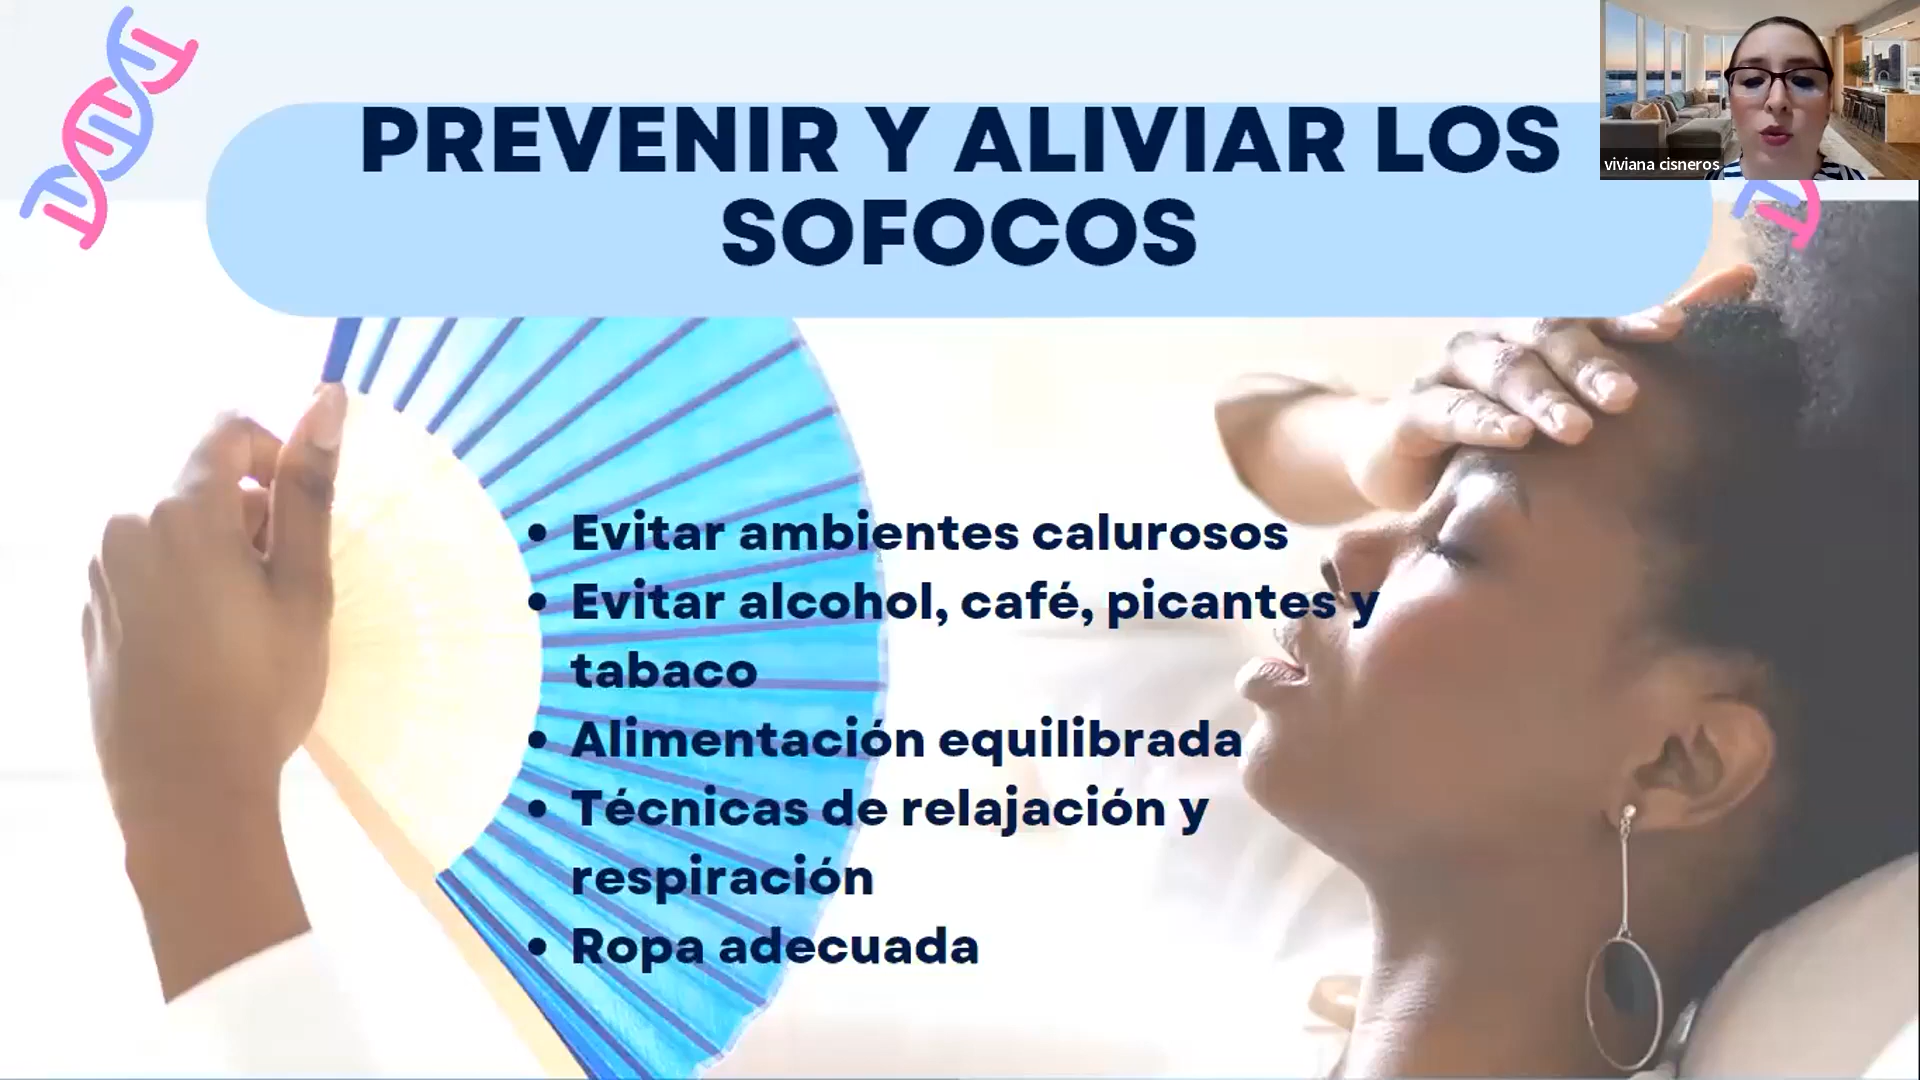 PREVENIR Y ALIVIAR LOS
SOFOCOS
viviana cisneros
• Evitar ambientes calurosos
• Evitar alcohol, café, picantes y
tabaco
• Alimentación equilibrada
• Técnicas de relajación y
respiración
• Ropa adecuada